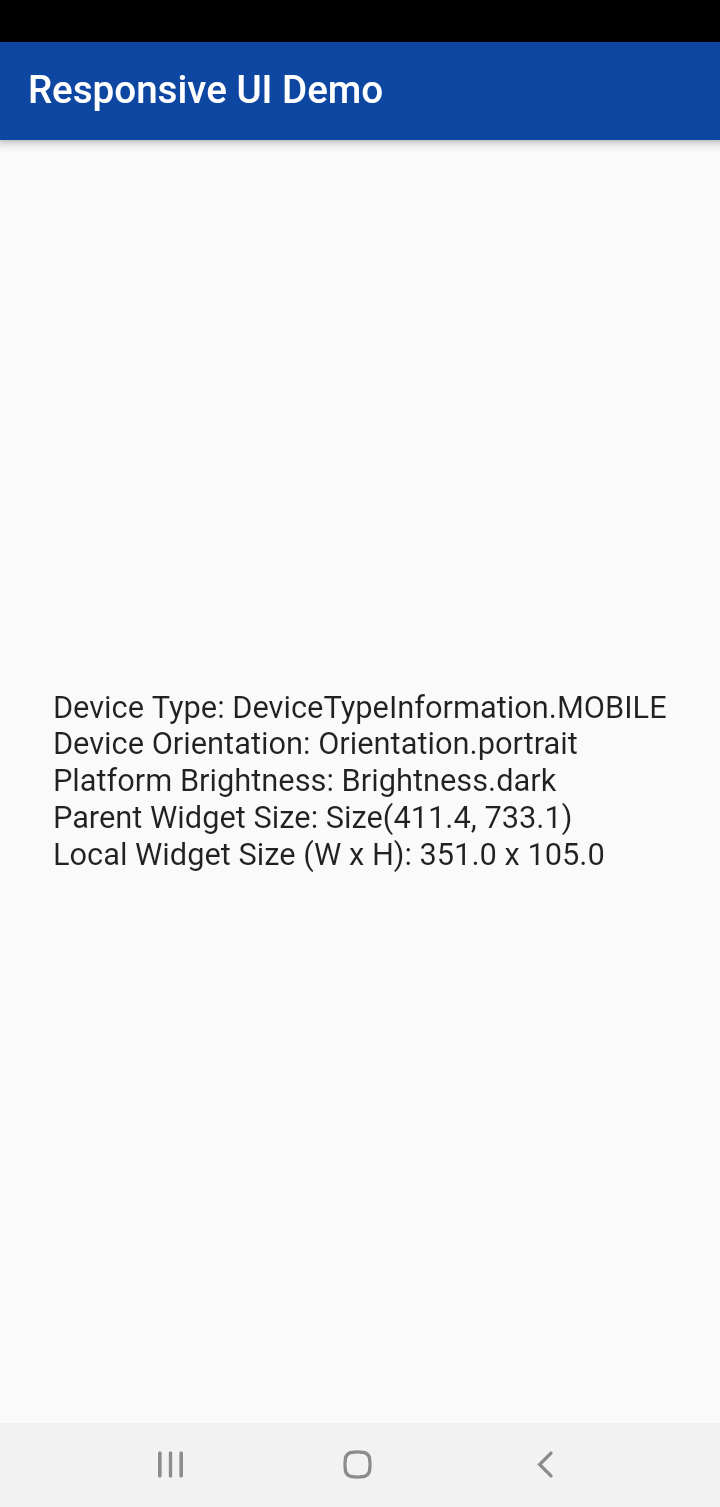 Responsive UI Demo
Device Type: DeviceTypeInformation.MOBILE
Device Orientation: Orientation.portrait
Platform Brightness: Brightness.dark
Parent Widget Size: Size(411.4, 733.1)
Local Widget Size (W x H): 351.0 x 105.0